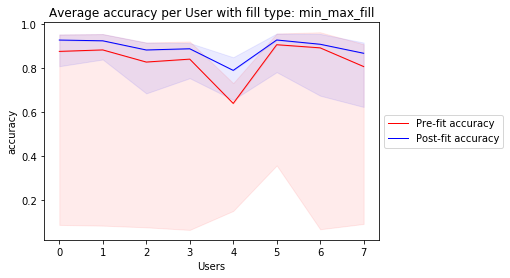 Average accuracy per User with fill type: min_max_fill
1.0
0.8
0.6
0.4
0.2
accuracy
0 1 2 3 4 5 6 7
Users
Pre-fit accuracy
Post-fit accuracy